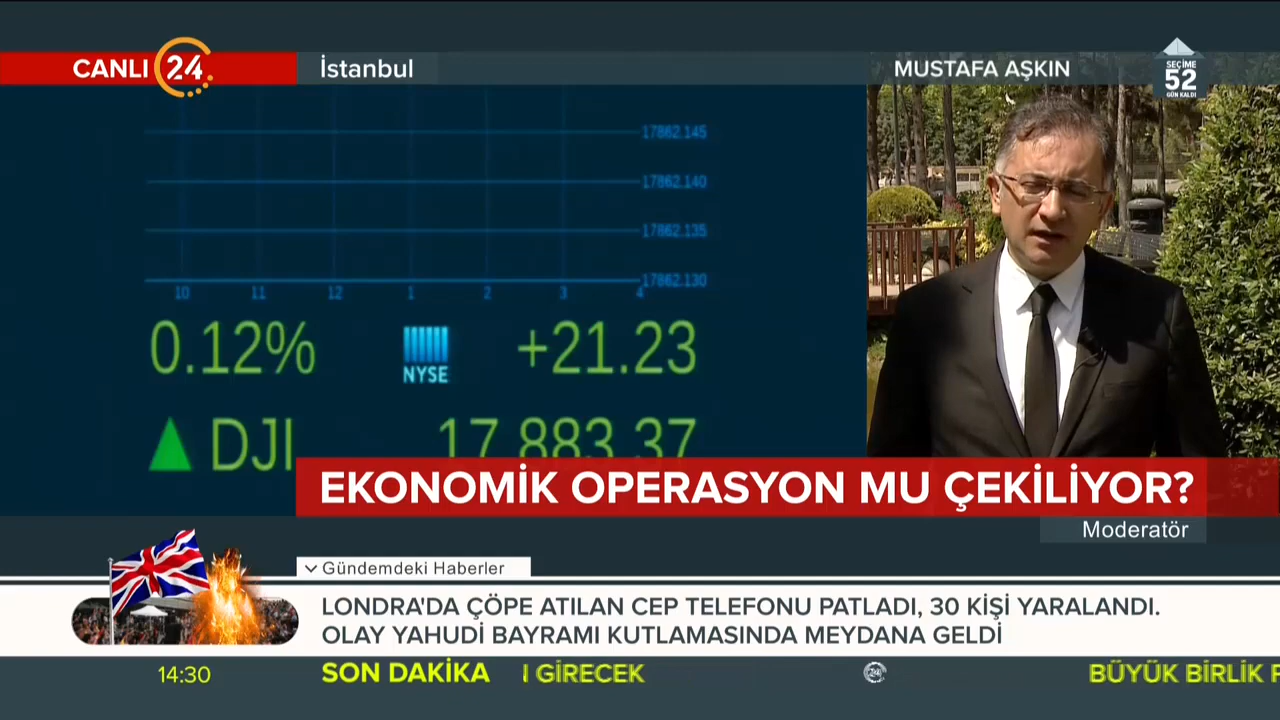 CANLI 24
İstanbul
MUSTAFA AŞKIN
SEÇİME
52
GÜN KALDI
17862.145
17862.140
17862.135
17862.130
10 11 12 1 2 3 4
0.12% NYSE +21.23
DJI 17,883.37
EKONOMİK OPERASYON MU ÇEKİLİYOR?
Moderatör
Gündemdeki Haberler
LONDRA'DA ÇÖPE ATILAN CEP TELEFONU PATLADI, 30 KİŞİ YARALANDI.
OLAY YAHUDİ BAYRAMI KUTLAMASINDA MEYDANA GELDİ
14:30 SON DAKİKA GİRECEK BÜYÜK BİRLİK